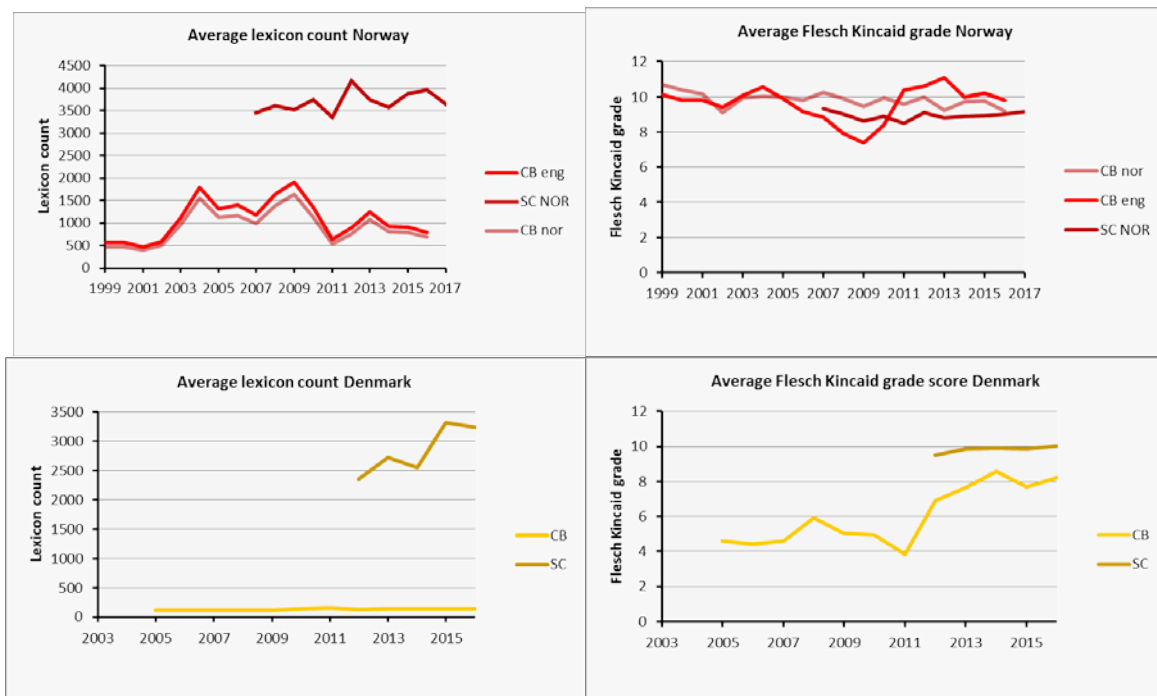 Average lexicon count Norway
4500
4000
3500
3000
2500
2000
1500
1000
500
0
Lexicon count
1999 2001 2003 2005 2007 2009 2011 2013 2015 2017
CB eng
SC NOR
CB nor
Average Flesch Kincaid grade Norway
12
10
8
6
4
2
0
Flesch Kincaid grade
1999 2001 2003 2005 2007 2009 2011 2013 2015 2017
CB nor
CB eng
SC NOR
Average lexicon count Denmark
3500
3000
2500
2000
1500
1000
500
0
Lexicon count
2003 2005 2007 2009 2011 2013 2015
CB
SC
Average Flesch Kincaid grade score Denmark
12
10
8
6
4
2
0
Flesch Kincaid grade
2003 2005 2007 2009 2011 2013 2015
CB
SC